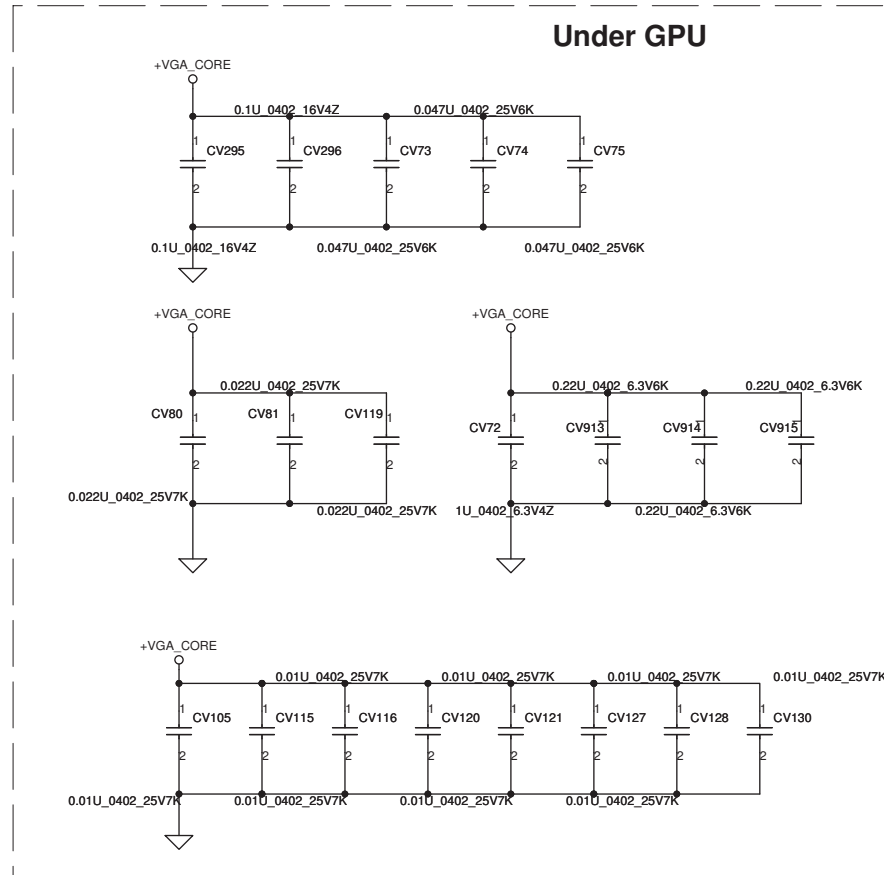 Under GPU
+VGA_CORE
0.1U_0402_16V4Z 0.047U_0402_25V6K
1 1 1 1 1
CV295 CV296 CV73 CV74 CV75
2 2 2 2 2
0.1U_0402_16V4Z 0.047U_0402_25V6K 0.047U_0402_25V6K
+VGA_CORE +VGA_CORE
0.022U_0402_25V7K 0.22U_0402_6.3V6K 0.22U_0402_6.3V6K
CV80 1 CV81 1 CV119 1 CV72 1 CV913 1 CV914 1 CV915 1
2 2 2 2 2 2 2
0.022U_0402_25V7K 0.022U_0402_25V7K 1U_0402_6.3V4Z 0.22U_0402_6.3V6K
+VGA_CORE
0.01U_0402_25V7K 0.01U_0402_25V7K 0.01U_0402_25V7K 0.01U_0402_25V7K
1 1 1 1 1 1 1 1
CV105 CV115 CV116 CV120 CV121 CV127 CV128 CV130
2 2 2 2 2 2 2 2
0.01U_0402_25V7K 0.01U_0402_25V7K 0.01U_0402_25V7K 0.01U_0402_25V7K